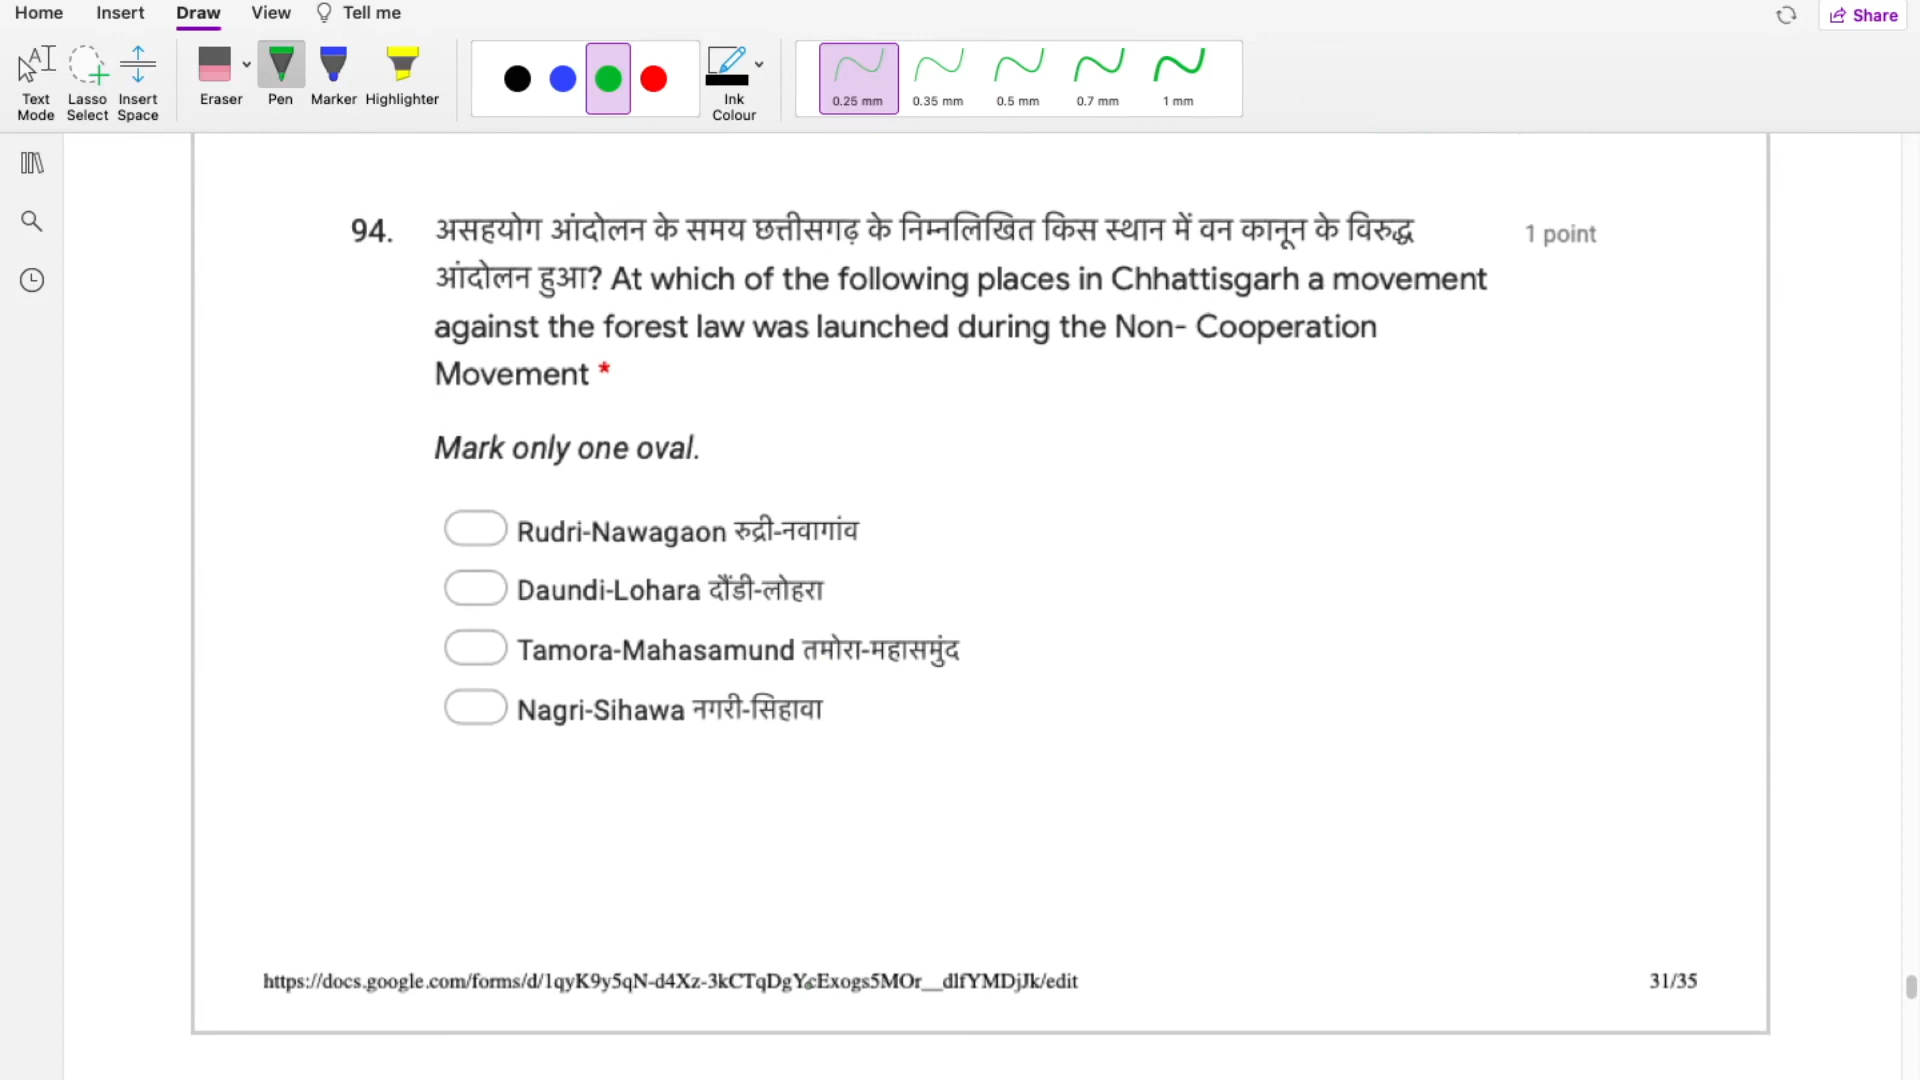 Home Insert Draw View Tell me Share
Text Mode Lasso Select Insert Space Eraser Pen Marker Highlighter Ink Colour 0.25 mm 0.35 mm 0.5 mm 0.7 mm 1 mm
94. असहयोग आंदोलन के समय छत्तीसगढ़ के निम्नलिखित किस स्थान में वन कानून के विरुद्ध 1 point
आंदोलन हुआ? At which of the following places in Chhattisgarh a movement
against the forest law was launched during the Non- Cooperation
Movement *
Mark only one oval.
Rudri-Nawagaon रुद्री-नवागांव
Daundi-Lohara दौंडी-लोहरा
Tamora-Mahasamund तमोरा-महासमुंद
Nagri-Sihawa नगरी-सिहावा
https://docs.google.com/forms/d/1qyK9y5qN-d4Xz-3kCTqDgYcExogs5MOr__dlfYMDjJk/edit 31/35